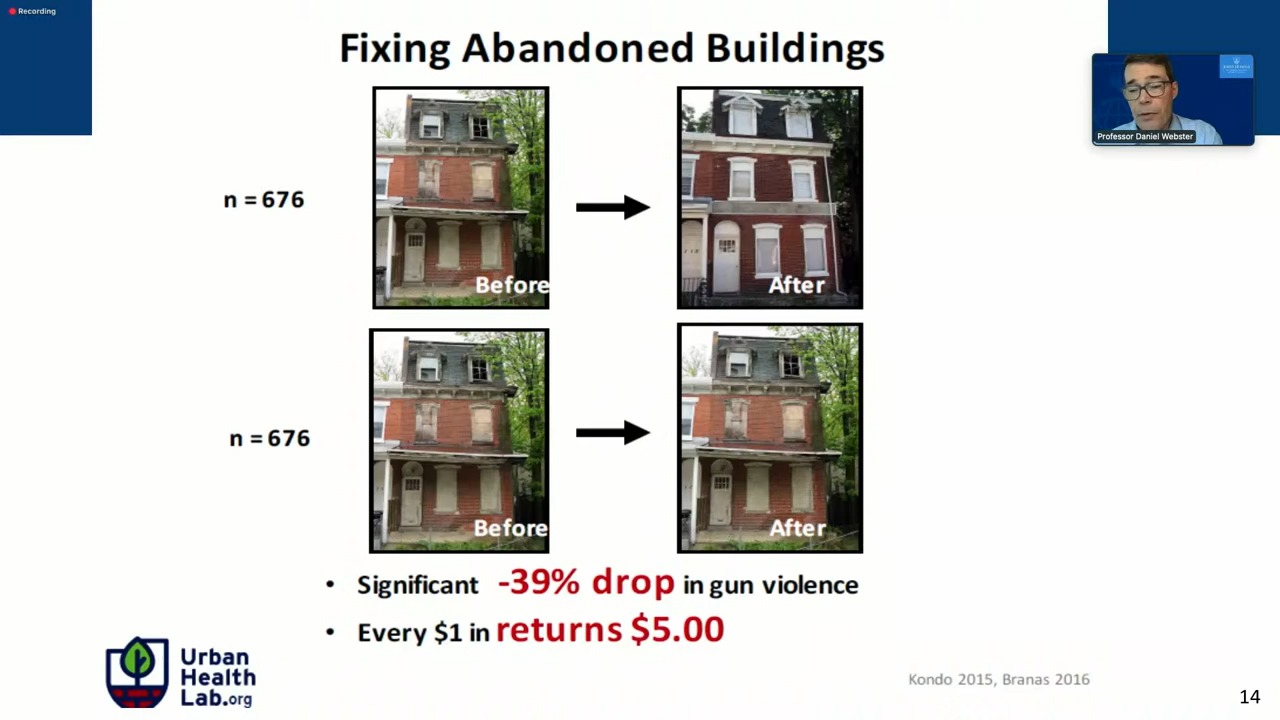 Recording
Fixing Abandoned Buildings
Professor Daniel Webster
n = 676
Before
After
n = 676
Before
After
• Significant -39% drop in gun violence
• Every $1 in returns $5.00
Urban
Health
Lab.org
Kondo 2015, Branas 2016
14